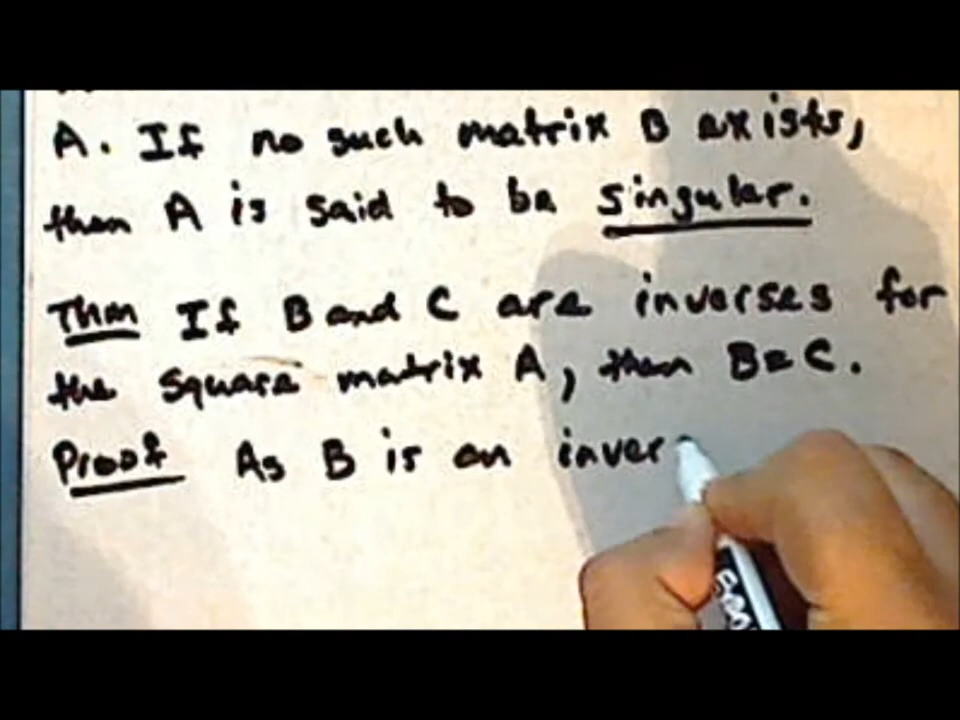 A. If no such matrix B exists,
then A is said to be singular.
Thm If B and C are inverses for
the square matrix A, then B = C.
Proof As B is an inver